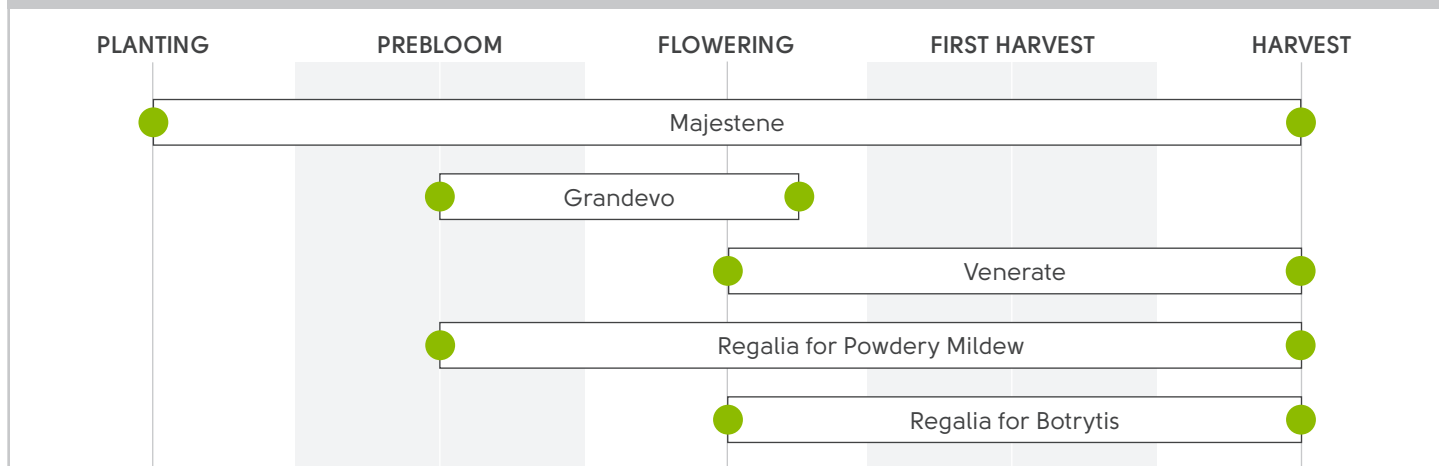 PLANTING PREBLOOM FLOWERING FIRST HARVEST HARVEST
Majestene
Grandevo
Venerate
Regalia for Powdery Mildew
Regalia for Botrytis